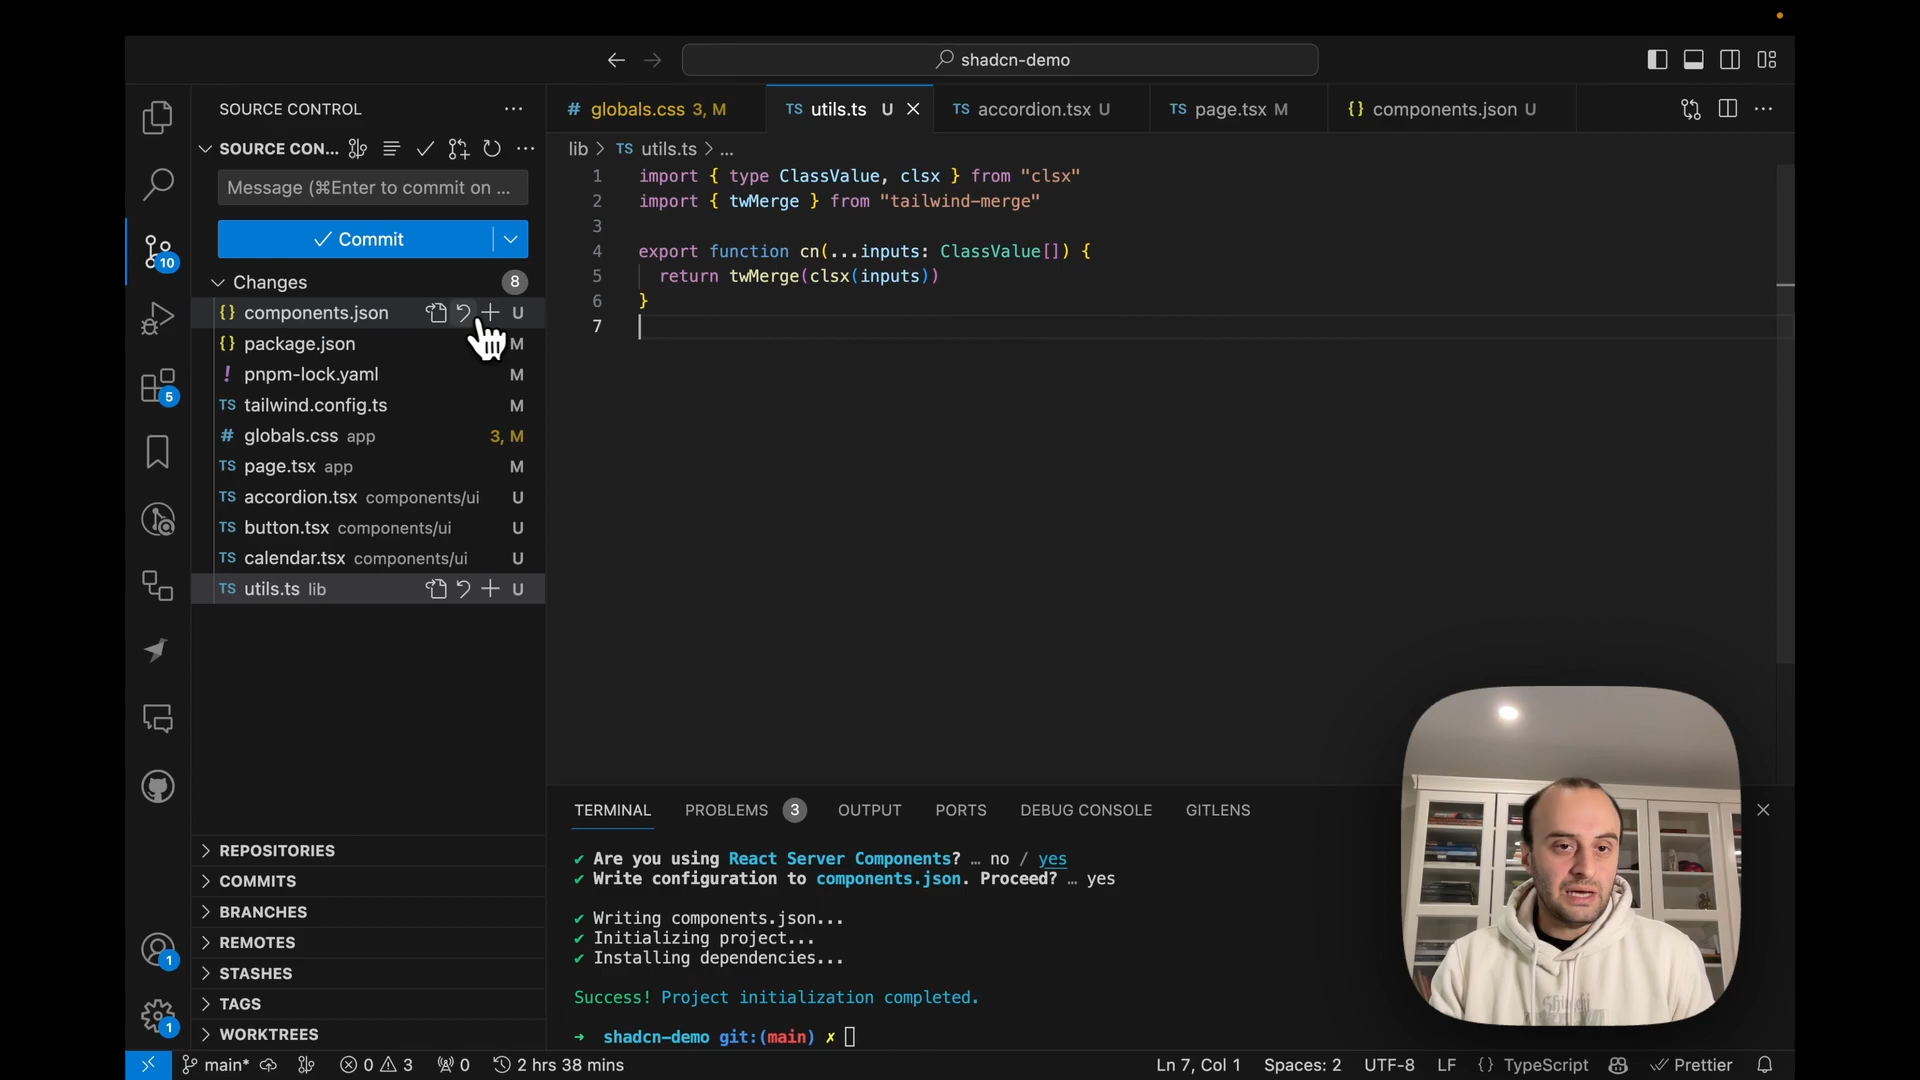 shadcn-demo
SOURCE CONTROL
SOURCE CON...
Message (⌘Enter to commit on ...
Commit
Changes 8
{} components.json U
{} package.json M
! pnpm-lock.yaml M
TS tailwind.config.ts M
# globals.css app 3, M
TS page.tsx app M
TS accordion.tsx components/ui U
TS button.tsx components/ui U
TS calendar.tsx components/ui U
TS utils.ts lib U
10
5
1
1
REPOSITORIES
COMMITS
BRANCHES
REMOTES
STASHES
TAGS
WORKTREES
# globals.css 3, M TS utils.ts U TS accordion.tsx U TS page.tsx M {} components.json U
lib > TS utils.ts > ...
1 import { type ClassValue, clsx } from "clsx"
2 import { twMerge } from "tailwind-merge"
3
4 export function cn(...inputs: ClassValue[]) {
5 return twMerge(clsx(inputs))
6 }
7
TERMINAL PROBLEMS 3 OUTPUT PORTS DEBUG CONSOLE GITLENS
✔ Are you using React Server Components? … no / yes
✔ Write configuration to components.json. Proceed? … yes
✔ Writing components.json...
✔ Initializing project...
✔ Installing dependencies...
Success! Project initialization completed.
➜ shadcn-demo git:(main) ✗
main* 0 3 0 2 hrs 38 mins Ln 7, Col 1 Spaces: 2 UTF-8 LF {} TypeScript Prettier